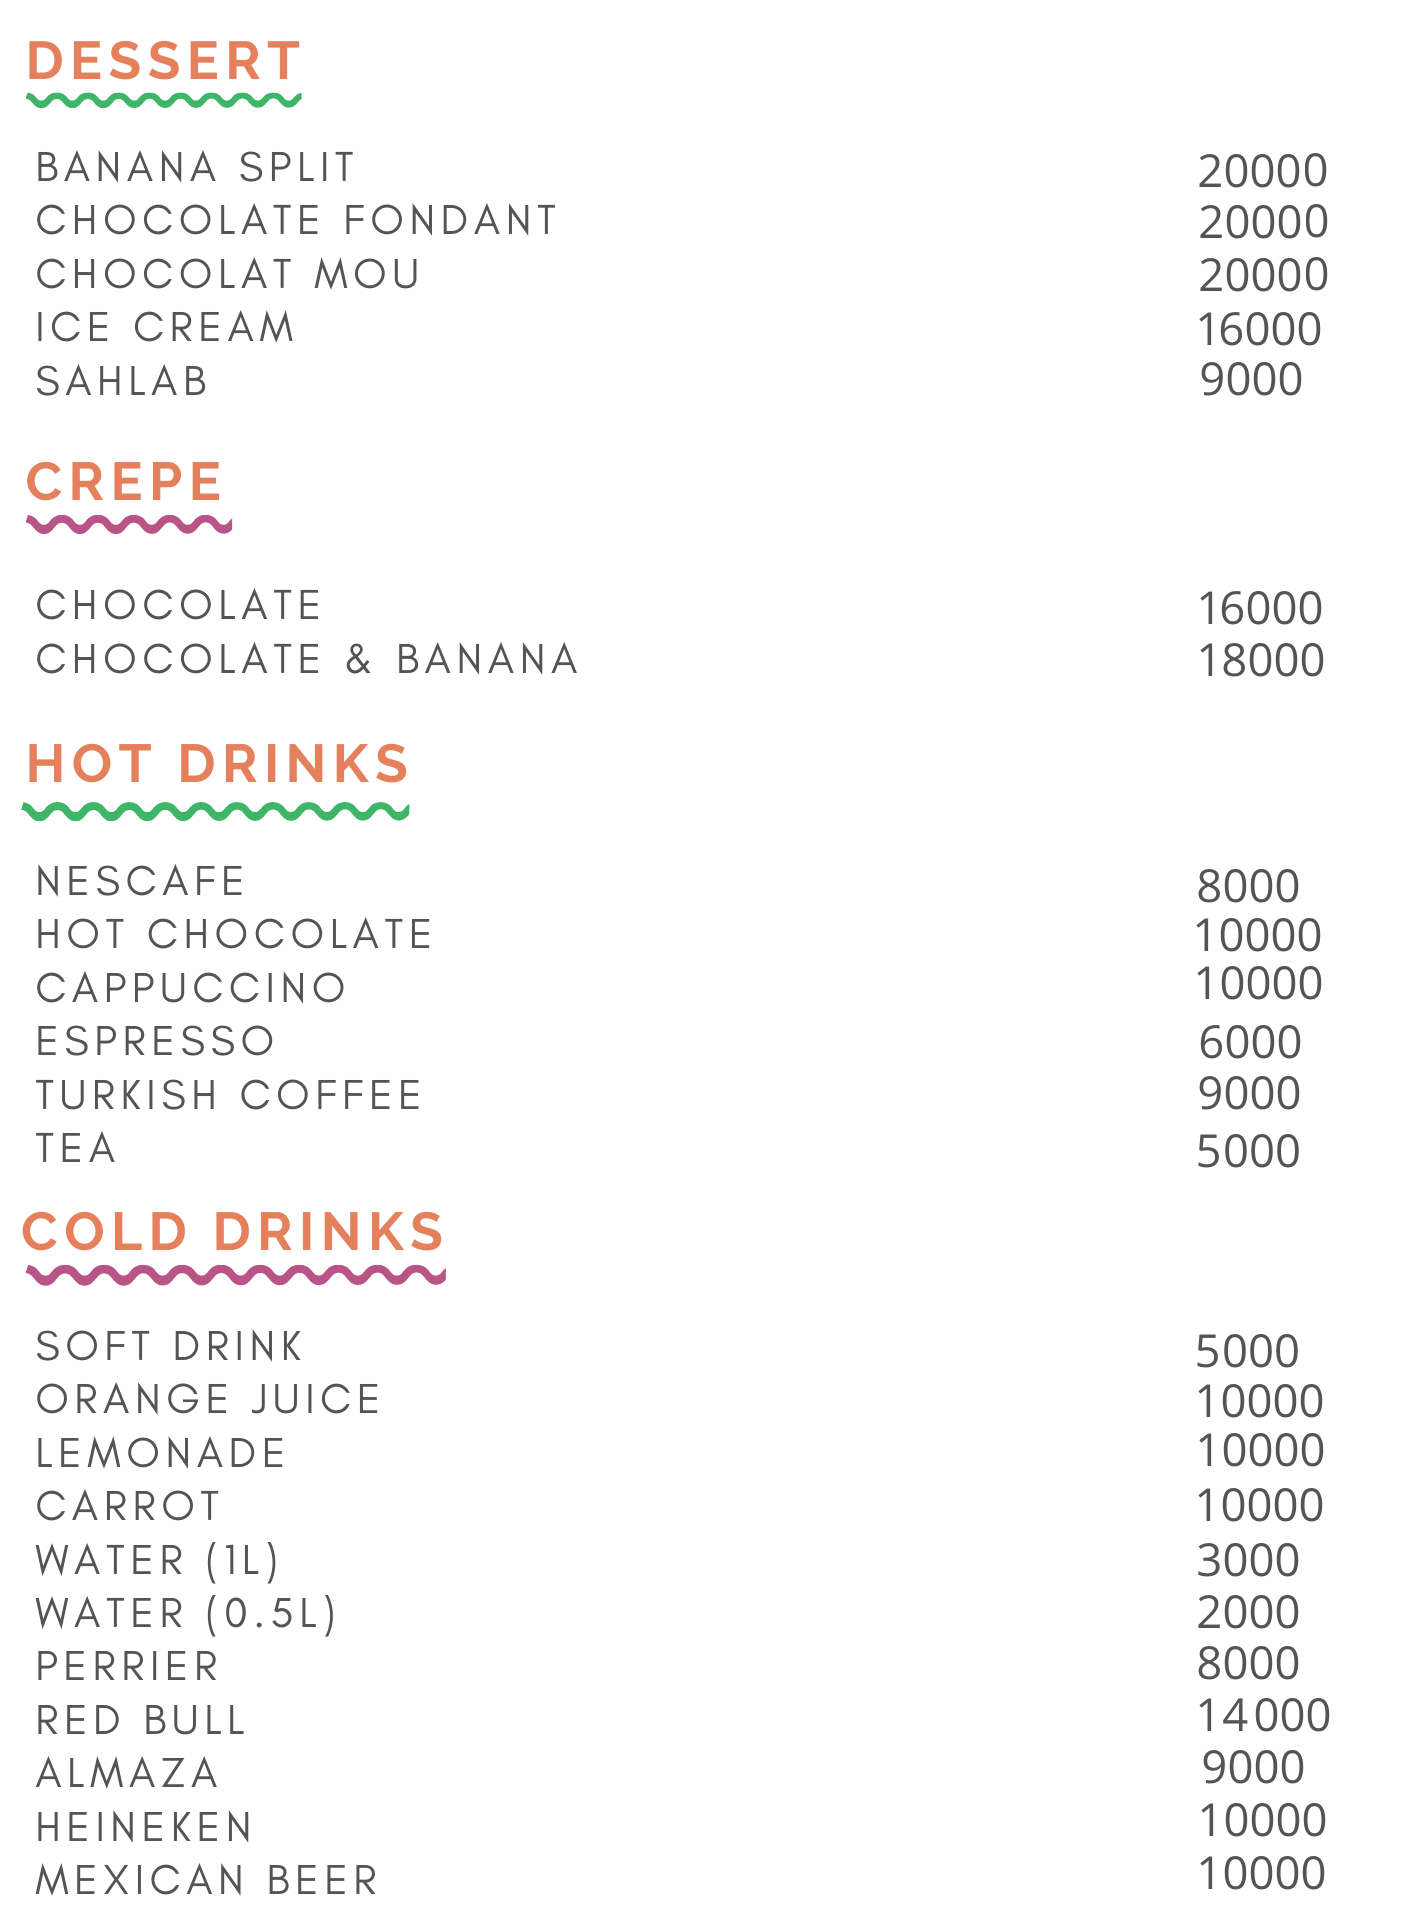 DESSERT
BANANA SPLIT 20000
CHOCOLATE FONDANT 20000
CHOCOLAT MOU 20000
ICE CREAM 16000
SAHLAB 9000
CREPE
CHOCOLATE 16000
CHOCOLATE & BANANA 18000
HOT DRINKS
NESCAFE 8000
HOT CHOCOLATE 10000
CAPPUCCINO 10000
ESPRESSO 6000
TURKISH COFFEE 9000
TEA 5000
COLD DRINKS
SOFT DRINK 5000
ORANGE JUICE 10000
LEMONADE 10000
CARROT 10000
WATER (1L) 3000
WATER (0.5L) 2000
PERRIER 8000
RED BULL 14000
ALMAZA 9000
HEINEKEN 10000
MEXICAN BEER 10000